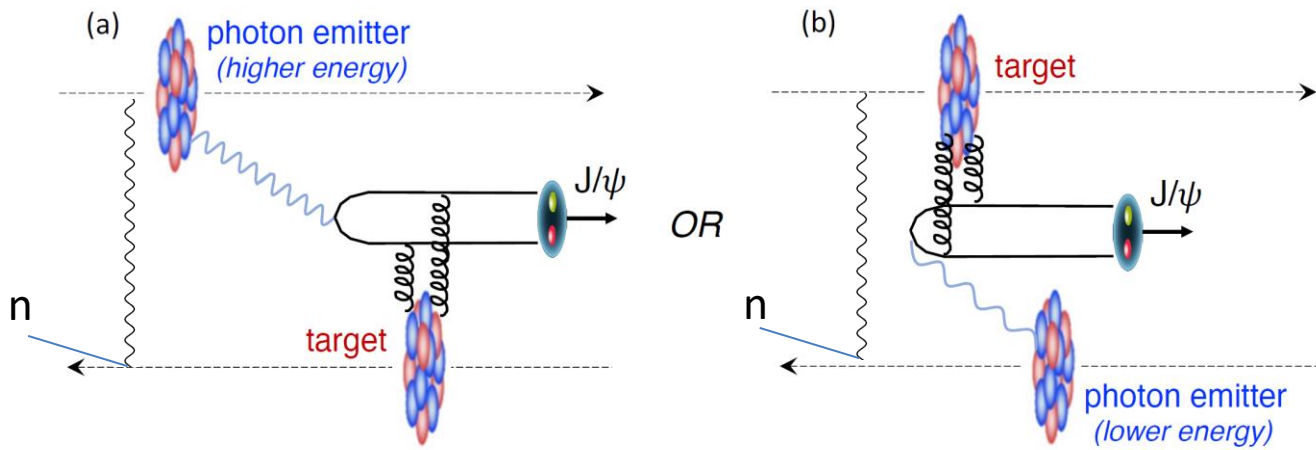 (a)
photon emitter
(higher energy)
J/ψ
target
n
OR
(b)
target
J/ψ
n
photon emitter
(lower energy)